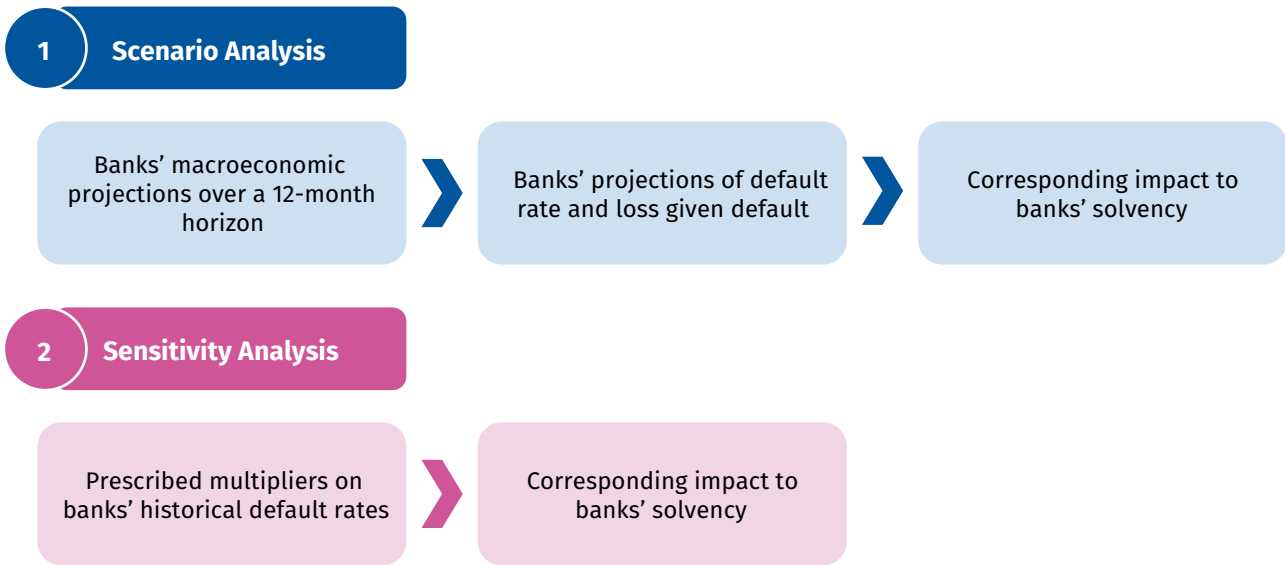 1
Scenario Analysis
Banks’ macroeconomic
projections over a 12-month
horizon
Banks’ projections of default
rate and loss given default
Corresponding impact to
banks’ solvency
2
Sensitivity Analysis
Prescribed multipliers on
banks’ historical default rates
Corresponding impact to
banks’ solvency